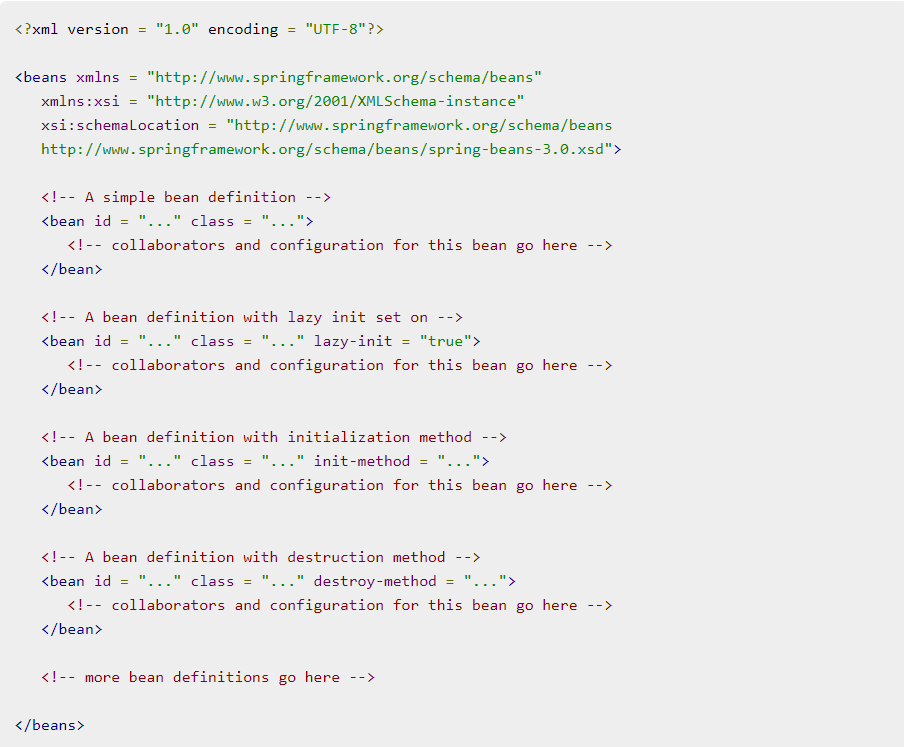 <?xml version = "1.0" encoding = "UTF-8"?>
<beans xmlns = "http://www.springframework.org/schema/beans"
xmlns:xsi = "http://www.w3.org/2001/XMLSchema-instance"
xsi:schemaLocation = "http://www.springframework.org/schema/beans
http://www.springframework.org/schema/beans/spring-beans-3.0.xsd">
<!-- A simple bean definition -->
<bean id = "..." class = "...">
<!-- collaborators and configuration for this bean go here -->
</bean>
<!-- A bean definition with lazy init set on -->
<bean id = "..." class = "..." lazy-init = "true">
<!-- collaborators and configuration for this bean go here -->
</bean>
<!-- A bean definition with initialization method -->
<bean id = "..." class = "..." init-method = "...">
<!-- collaborators and configuration for this bean go here -->
</bean>
<!-- A bean definition with destruction method -->
<bean id = "..." class = "..." destroy-method = "...">
<!-- collaborators and configuration for this bean go here -->
</bean>
<!-- more bean definitions go here -->
</beans>